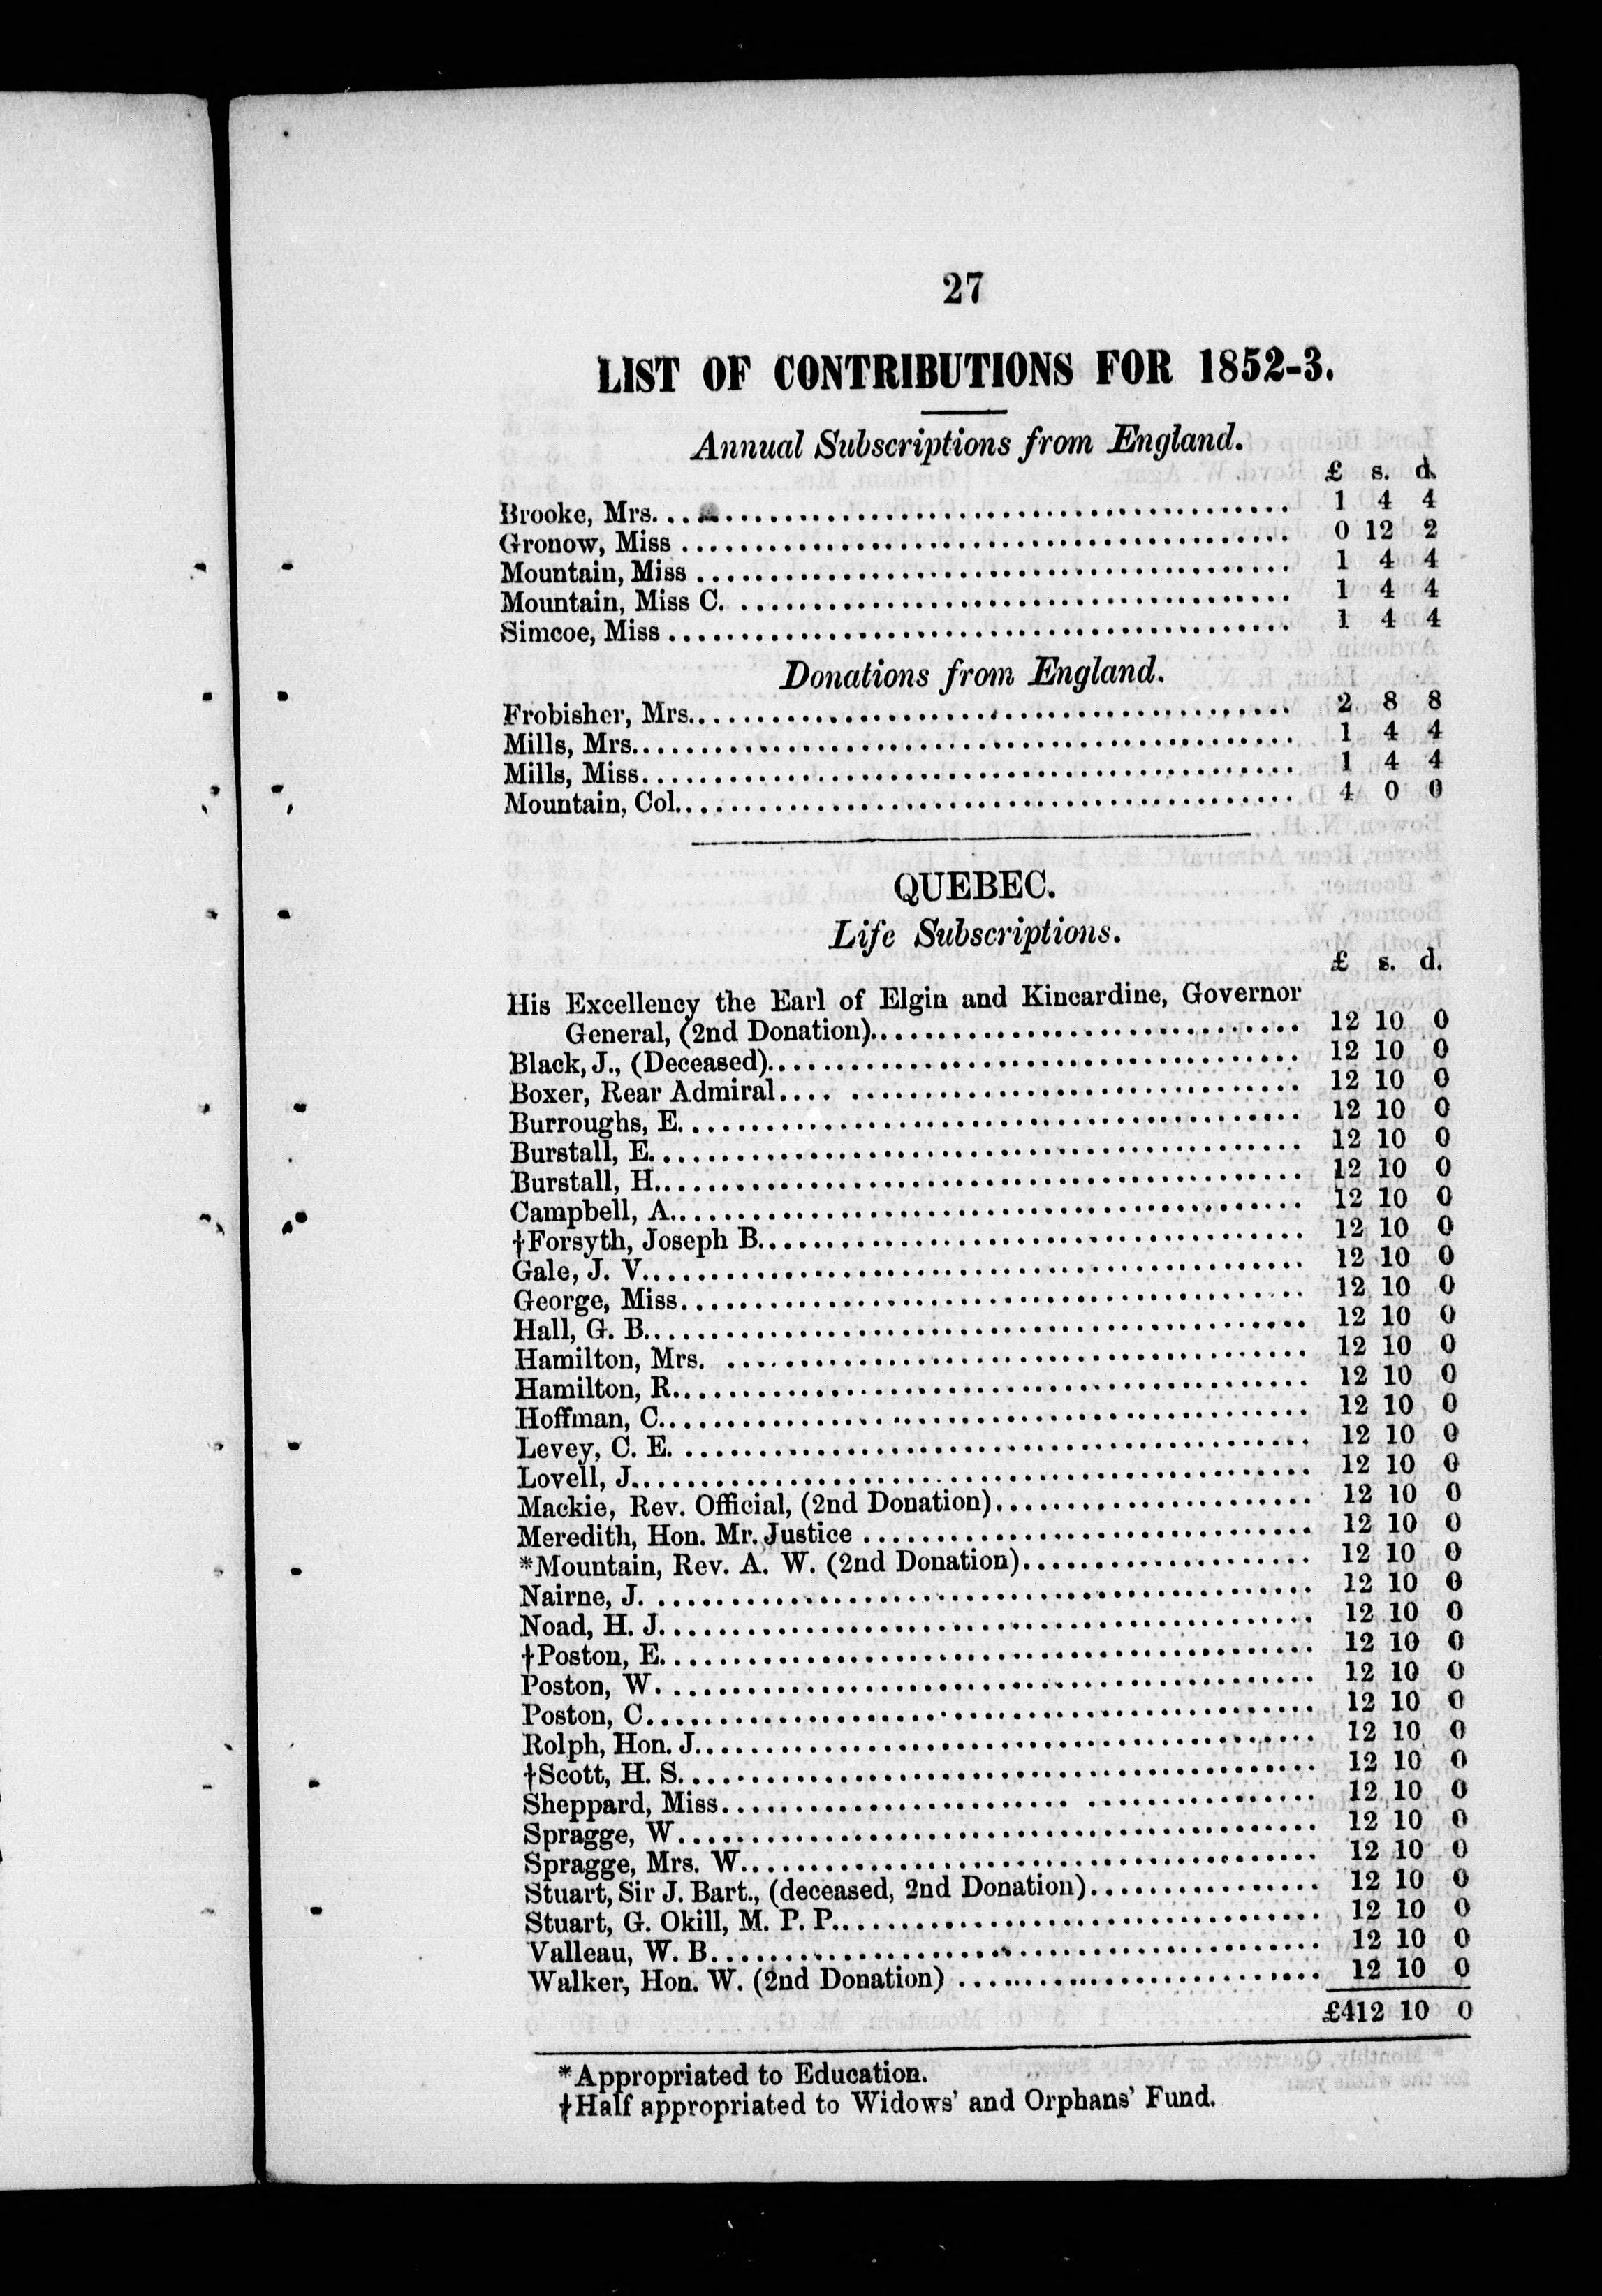 27
LIST OF CONTRIBUTIONS FOR 1852-3.
Annual Subscriptions from England.
£ s. d.
Brooke, Mrs. 1 4 4
Gronow, Miss 0 12 2
Mountain, Miss 1 4 4
Mountain, Miss C. 1 4 4
Simcoe, Miss 1 4 4
Donations from England.
Frobisher, Mrs. 2 8 8
Mills, Mrs. 1 4 4
Mills, Miss. 1 4 4
Mountain, Col. 4 0 0
QUEBEC.
Life Subscriptions.
£ s. d.
His Excellency the Earl of Elgin and Kincardine, Governor
General, (2nd Donation). 12 10 0
Black, J., (Deceased). 12 10 0
Boxer, Rear Admiral. 12 10 0
Burroughs, E. 12 10 0
Burstall, E. 12 10 0
Burstall, H. 12 10 0
Campbell, A. 12 10 0
†Forsyth, Joseph B. 12 10 0
Gale, J. V. 12 10 0
George, Miss. 12 10 0
Hall, G. B. 12 10 0
Hamilton, Mrs. 12 10 0
Hamilton, R. 12 10 0
Hoffman, C. 12 10 0
Levey, C. E. 12 10 0
Lovell, J. 12 10 0
Mackie, Rev. Official, (2nd Donation). 12 10 0
Meredith, Hon. Mr. Justice 12 10 0
*Mountain, Rev. A. W. (2nd Donation). 12 10 0
Nairne, J. 12 10 0
Noad, H. J. 12 10 0
†Poston, E. 12 10 0
Poston, W. 12 10 0
Poston, C. 12 10 0
Rolph, Hon. J. 12 10 0
†Scott, H. S. 12 10 0
Sheppard, Miss. 12 10 0
Spragge, W. 12 10 0
Spragge, Mrs. W. 12 10 0
Stuart, Sir J. Bart., (deceased, 2nd Donation). 12 10 0
Stuart, G. Okill, M. P. P. 12 10 0
Valleau, W. B. 12 10 0
Walker, Hon. W. (2nd Donation) 12 10 0
£412 10 0
*Appropriated to Education.
†Half appropriated to Widows' and Orphans' Fund.